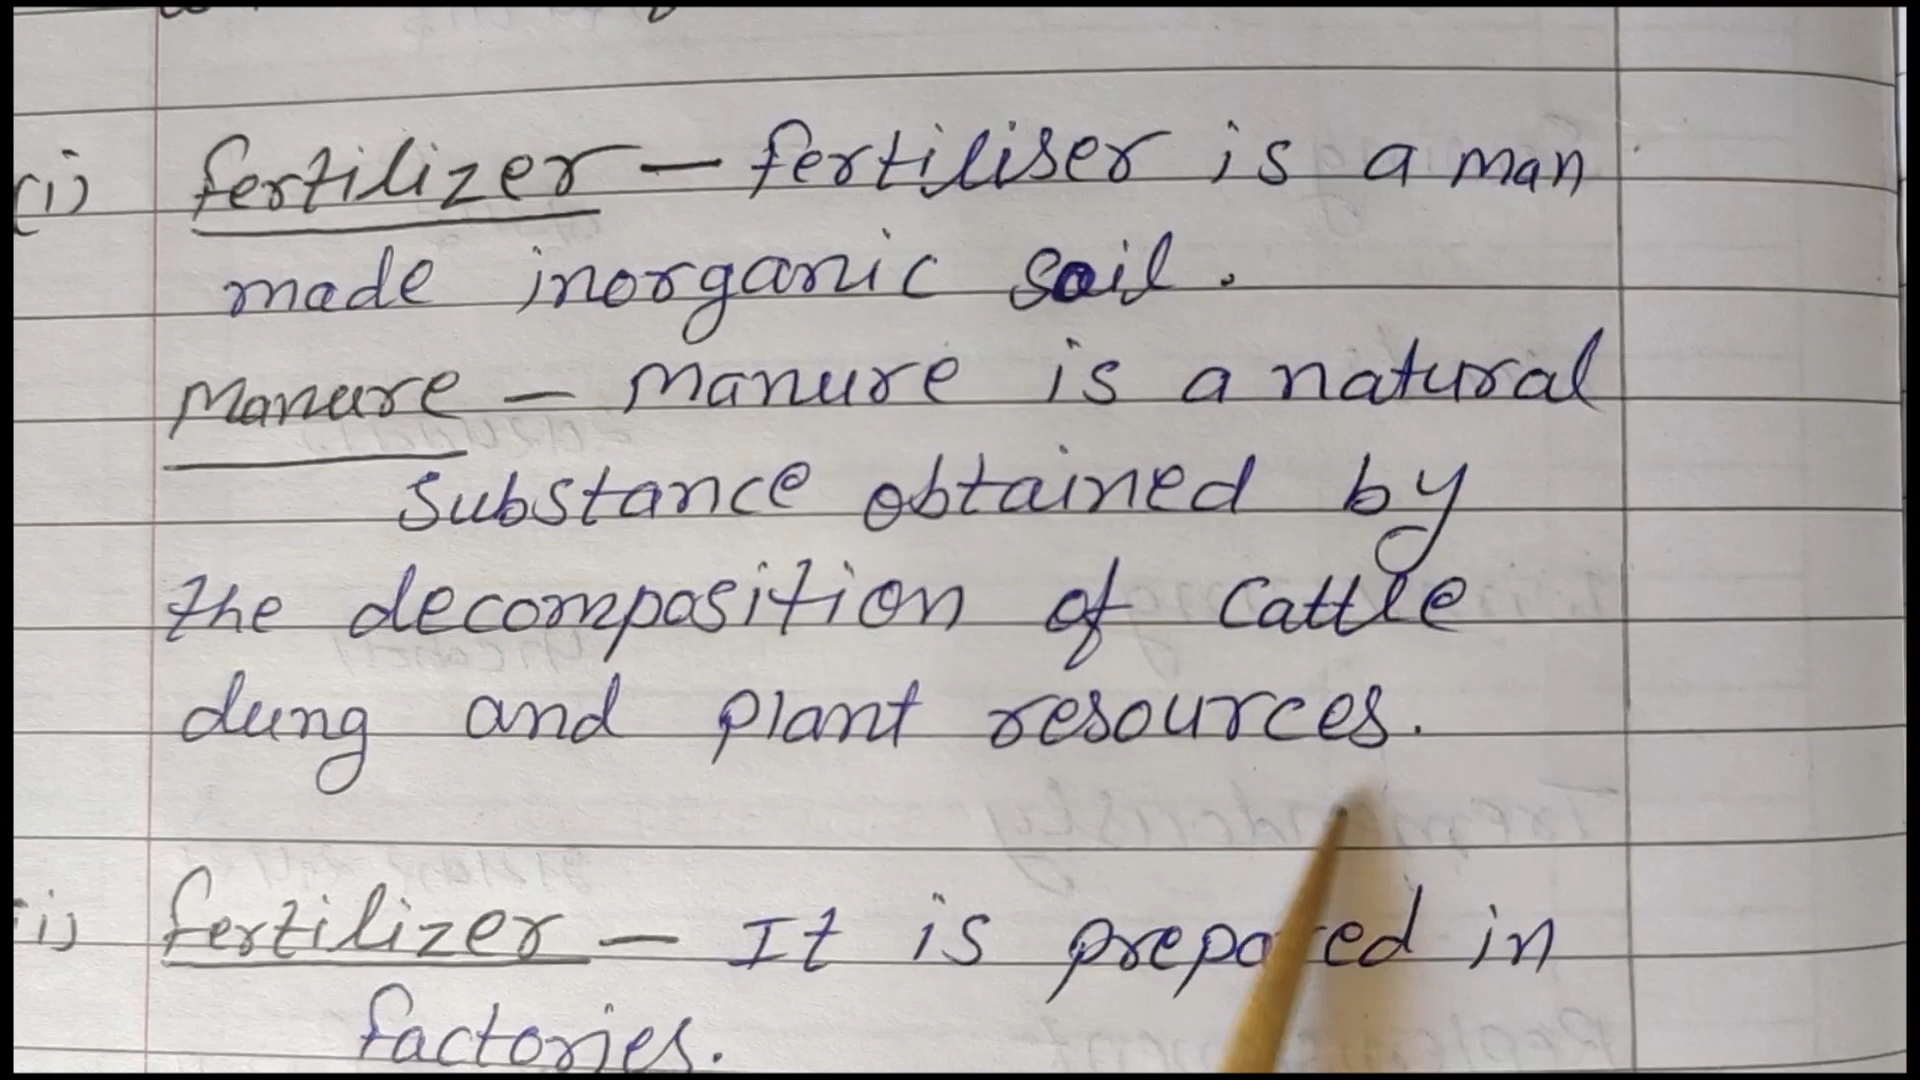 (i) Fertilizer – fertiliser is a man
made inorganic soil.
Manure – Manure is a natural
substance obtained by
the decomposition of cattle
dung and plant resources.
ii) Fertilizer – It is prepared in
factories.